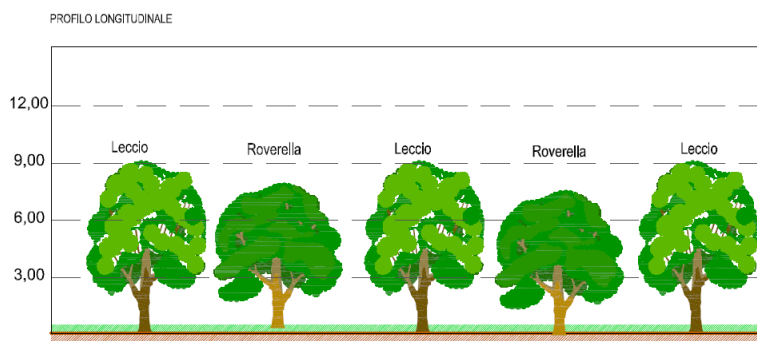 PROFILO LONGITUDINALE
12,00
Leccio
Roverella
Leccio
Roverella
Leccio
9,00
6,00
3,00